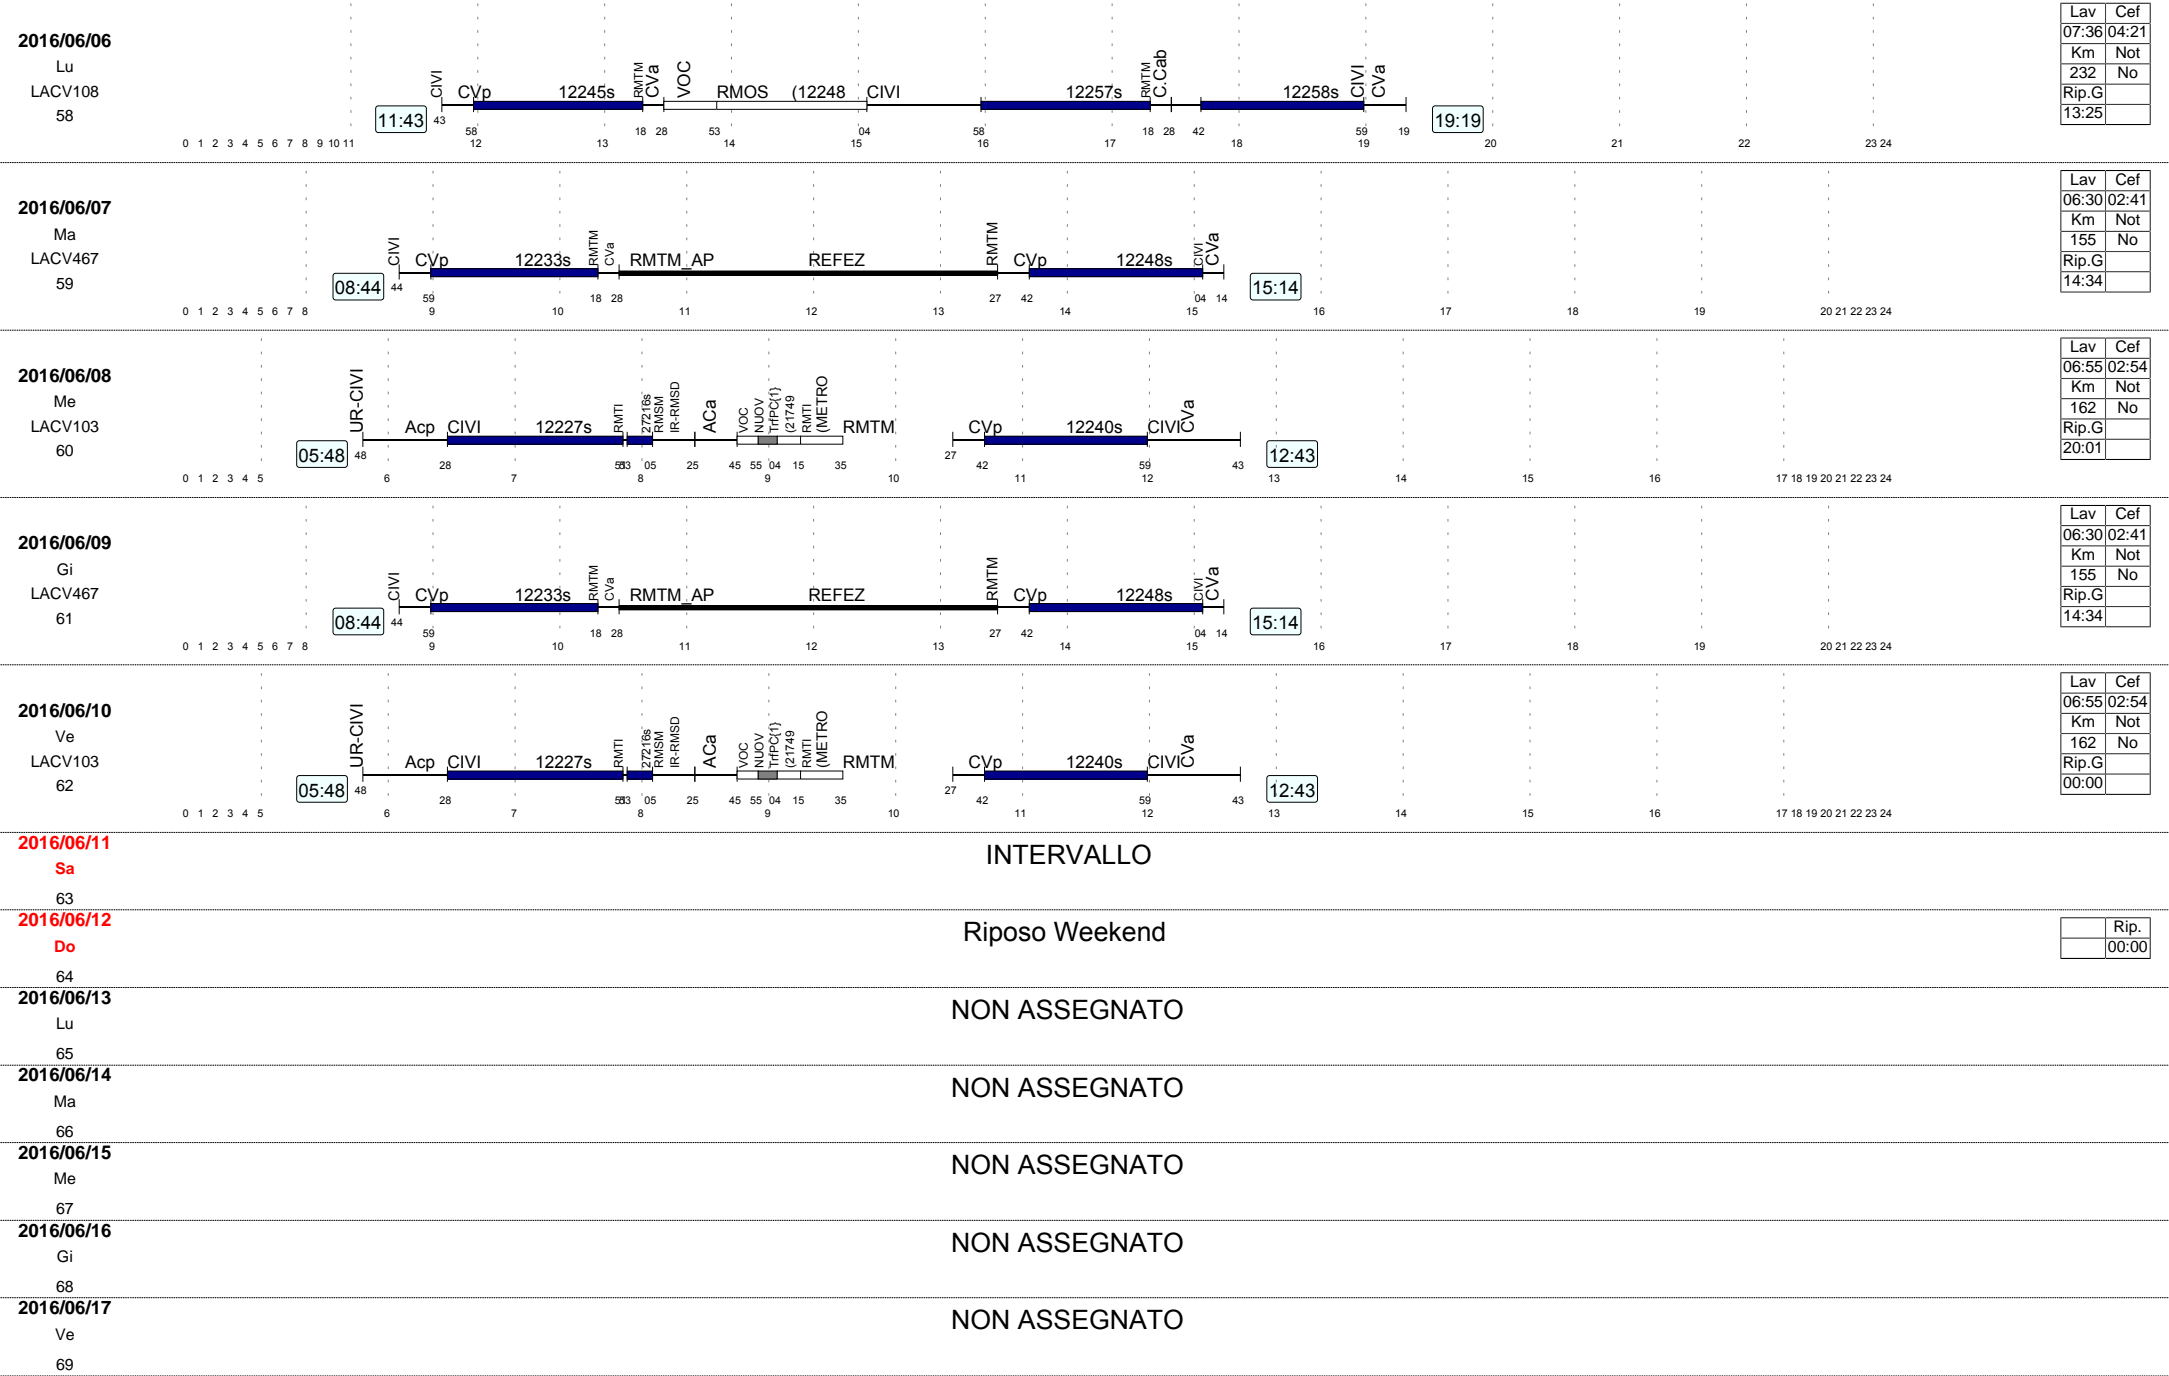 Lav Cef
2016/06/06 07:36 04:21
Lu Km Not
LACV108 CIVI CVp 12245s RMTM CVa VOC RMOS (12248 CIVI 12257s RMTM C.Cab 12258s CIVI CVa 232 No
58 Rip.G
11:43 43 58 18 28 53 04 58 18 28 42 59 19 19:19 13:25
0 1 2 3 4 5 6 7 8 9 10 11 12 13 14 15 16 17 18 19 20 21 22 23 24
Lav Cef
2016/06/07 06:30 02:41
Ma Km Not
LACV467 CIVI CVp 12233s RMTM CVa RMTM_AP REFEZ RMTM CVp 12248s CIVI CVa 155 No
59 Rip.G
08:44 44 59 18 28 27 42 04 14 15:14 14:34
0 1 2 3 4 5 6 7 8 9 10 11 12 13 14 15 16 17 18 19 20 21 22 23 24
Lav Cef
2016/06/08 06:55 02:54
Me Km Not
LACV103 UR-CIVI Acp CIVI 12227s RMTI 27216s RMSM IR-RMSD ACa VOC NUOV TrfPC{1} (21749 RMTI (METRO RMTM CVp 12240s CIVI CVa 162 No
60 Rip.G
05:48 48 28 51 53 05 25 45 55 04 15 35 27 42 59 43 12:43 20:01
0 1 2 3 4 5 6 7 8 9 10 11 12 13 14 15 16 17 18 19 20 21 22 23 24
Lav Cef
2016/06/09 06:30 02:41
Gi Km Not
LACV467 CIVI CVp 12233s RMTM CVa RMTM_AP REFEZ RMTM CVp 12248s CIVI CVa 155 No
61 Rip.G
08:44 44 59 18 28 27 42 04 14 15:14 14:34
0 1 2 3 4 5 6 7 8 9 10 11 12 13 14 15 16 17 18 19 20 21 22 23 24
Lav Cef
2016/06/10 06:55 02:54
Ve Km Not
LACV103 UR-CIVI Acp CIVI 12227s RMTI 27216s RMSM IR-RMSD ACa VOC NUOV TrfPC{1} (21749 RMTI (METRO RMTM CVp 12240s CIVI CVa 162 No
62 Rip.G
05:48 48 28 51 53 05 25 45 55 04 15 35 27 42 59 43 12:43 00:00
0 1 2 3 4 5 6 7 8 9 10 11 12 13 14 15 16 17 18 19 20 21 22 23 24
2016/06/11 INTERVALLO
Sa
63
2016/06/12 Riposo Weekend Rip.
Do 00:00
64
2016/06/13 NON ASSEGNATO
Lu
65
2016/06/14 NON ASSEGNATO
Ma
66
2016/06/15 NON ASSEGNATO
Me
67
2016/06/16 NON ASSEGNATO
Gi
68
2016/06/17 NON ASSEGNATO
Ve
69